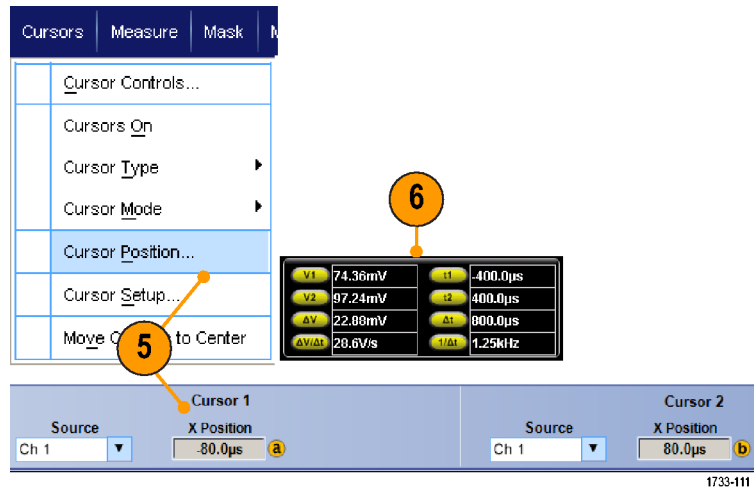 Cursors Measure Mask
Cursor Controls...
Cursors On
Cursor Type
Cursor Mode
6
Cursor Position...
V1 74.36mV t1 -400.0µs
Cursor Setup...
V2 97.24mV t2 400.0µs
ΔV 22.88mV Δt 800.0µs
Move to Center
5
ΔV/Δt 28.6V/s 1/Δt 1.25kHz
Cursor 1 Cursor 2
Source X Position Source X Position
Ch 1 -80.0µs a Ch 1 80.0µs b
1733-111